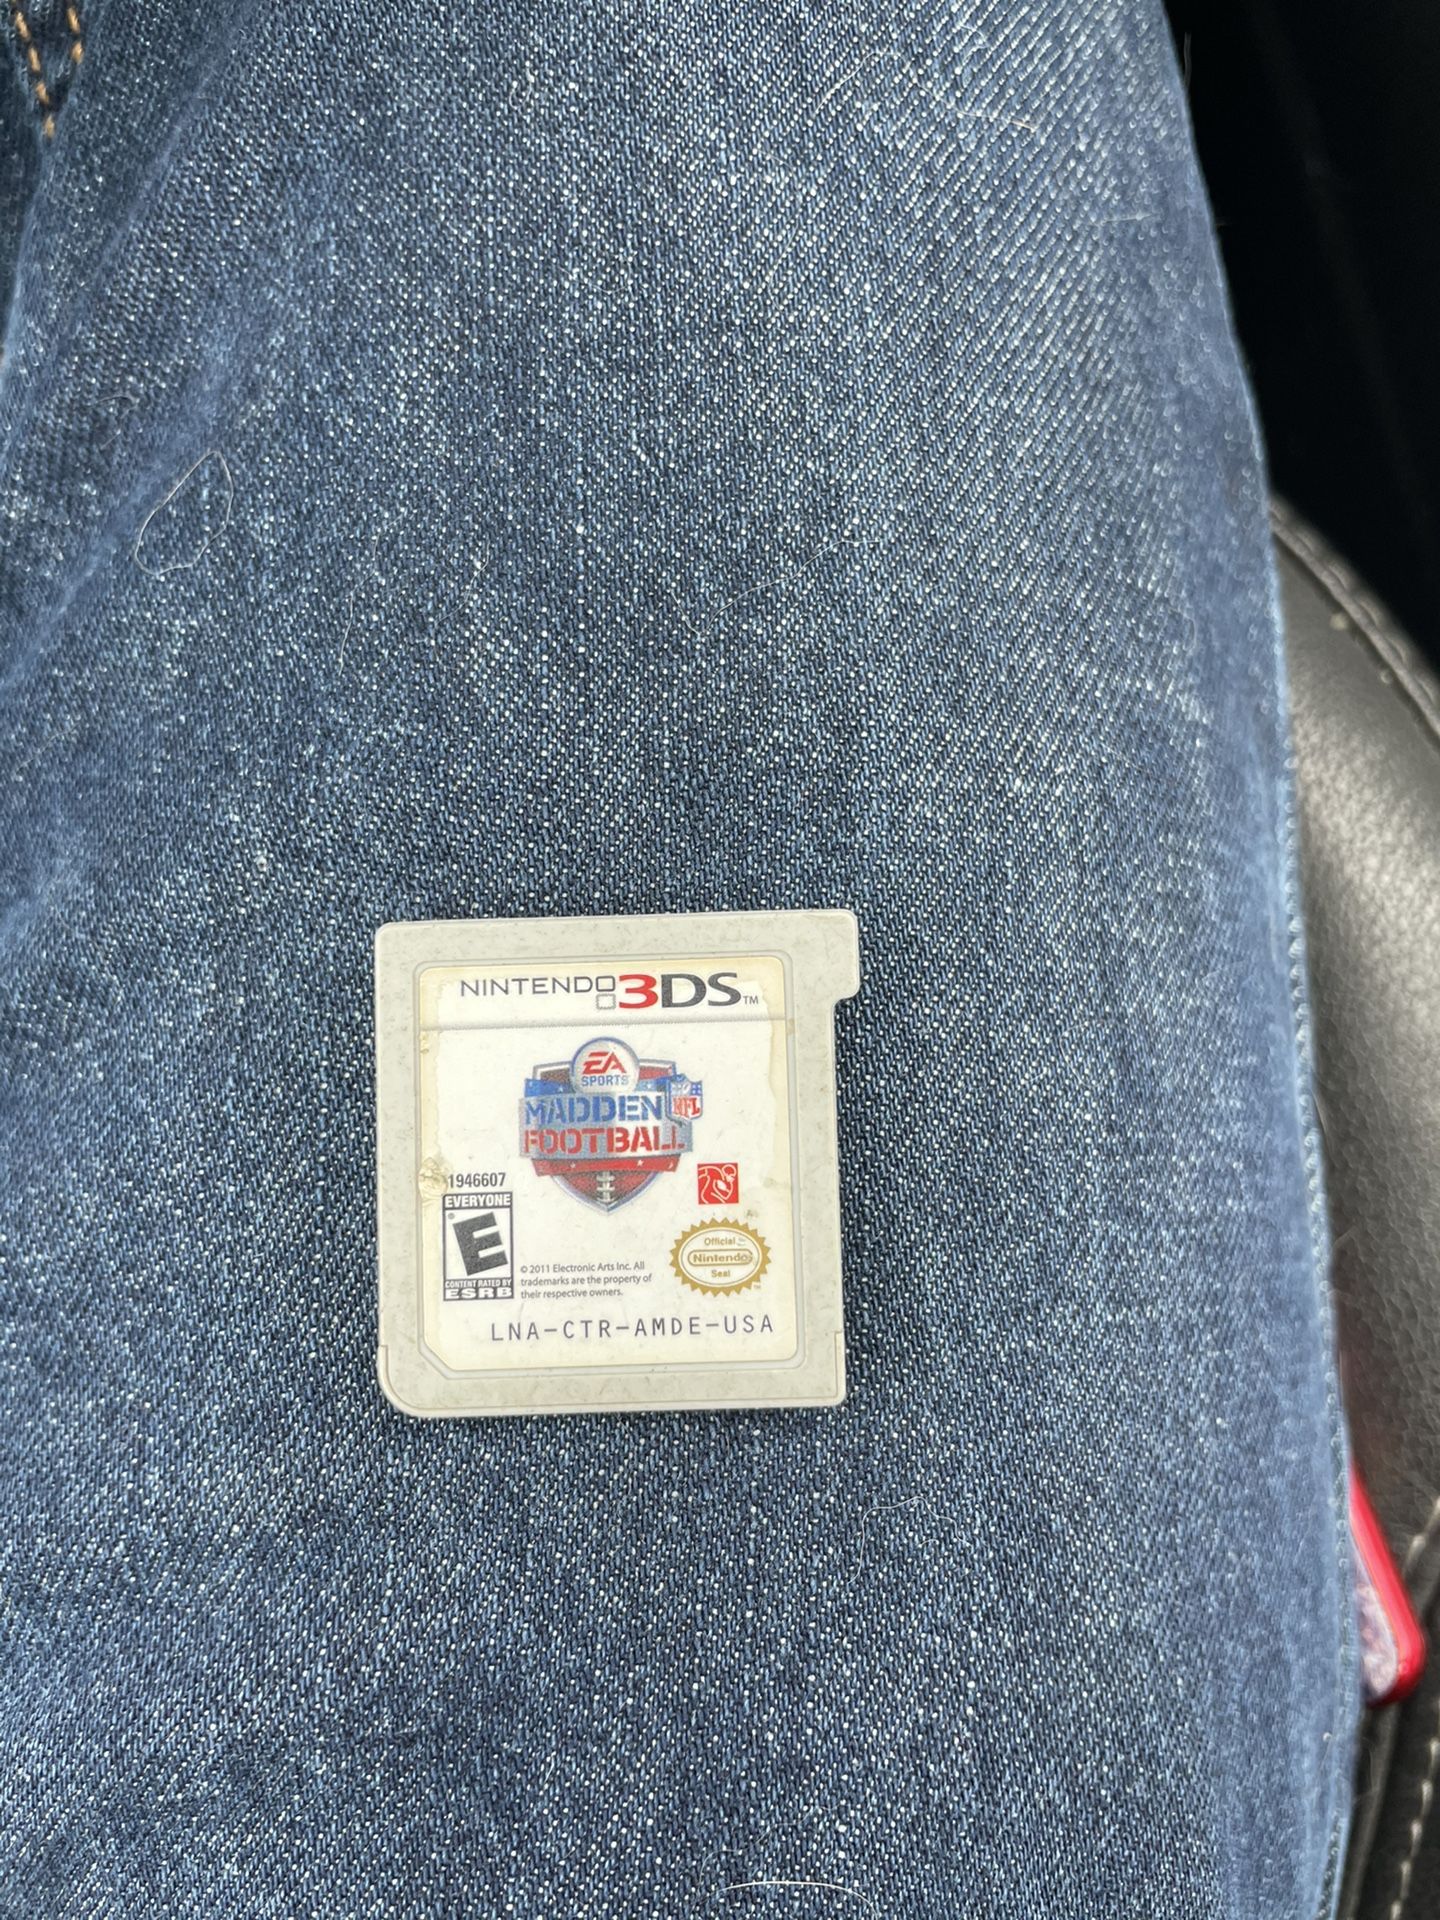 NINTENDO 3DS™
EA
SPORTS
MADDEN NFL
FOOTBALL
1946607
EVERYONE
E
CONTENT RATED BY
ESRB
© 2011 Electronic Arts Inc. All
trademarks are the property of
their respective owners.
Official
Nintendo
Seal
LNA-CTR-AMDE-USA